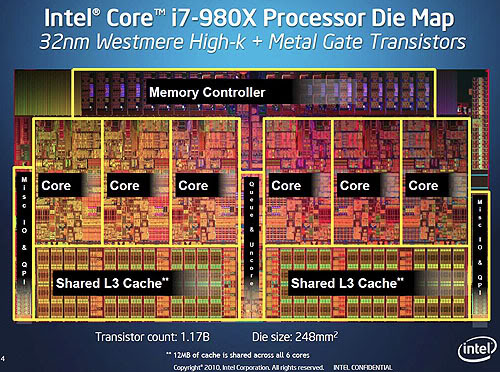 Intel® Core™ i7-980X Processor Die Map
32nm Westmere High-k + Metal Gate Transistors
Memory Controller
Core
Core
Core
Core
Core
Core
Misc IO & QPI
Queue & Uncore
Misc IO & QPI
Shared L3 Cache**
Shared L3 Cache**
Transistor count: 1.17B
Die size: 248mm²
** 12MB of cache is shared across all 6 cores
4
Copyright® 2010, Intel Corporation. All rights reserved.
INTEL CONFIDENTIAL
intel